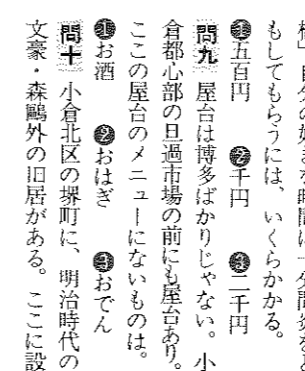 自分の好きな時間に一分間
もしてもらうには、いくらかかる。
❶五百円　❷千円　❸二千円
問九　屋台は博多ばかりじゃない。小
倉都心部の旦過市場の前にも屋台あり。
ここの屋台のメニューにないものは。
❶お酒　❷おはぎ　❸おでん
問十　小倉北区の堺町に、明治時代の
文豪・森鷗外の旧居がある。ここに設